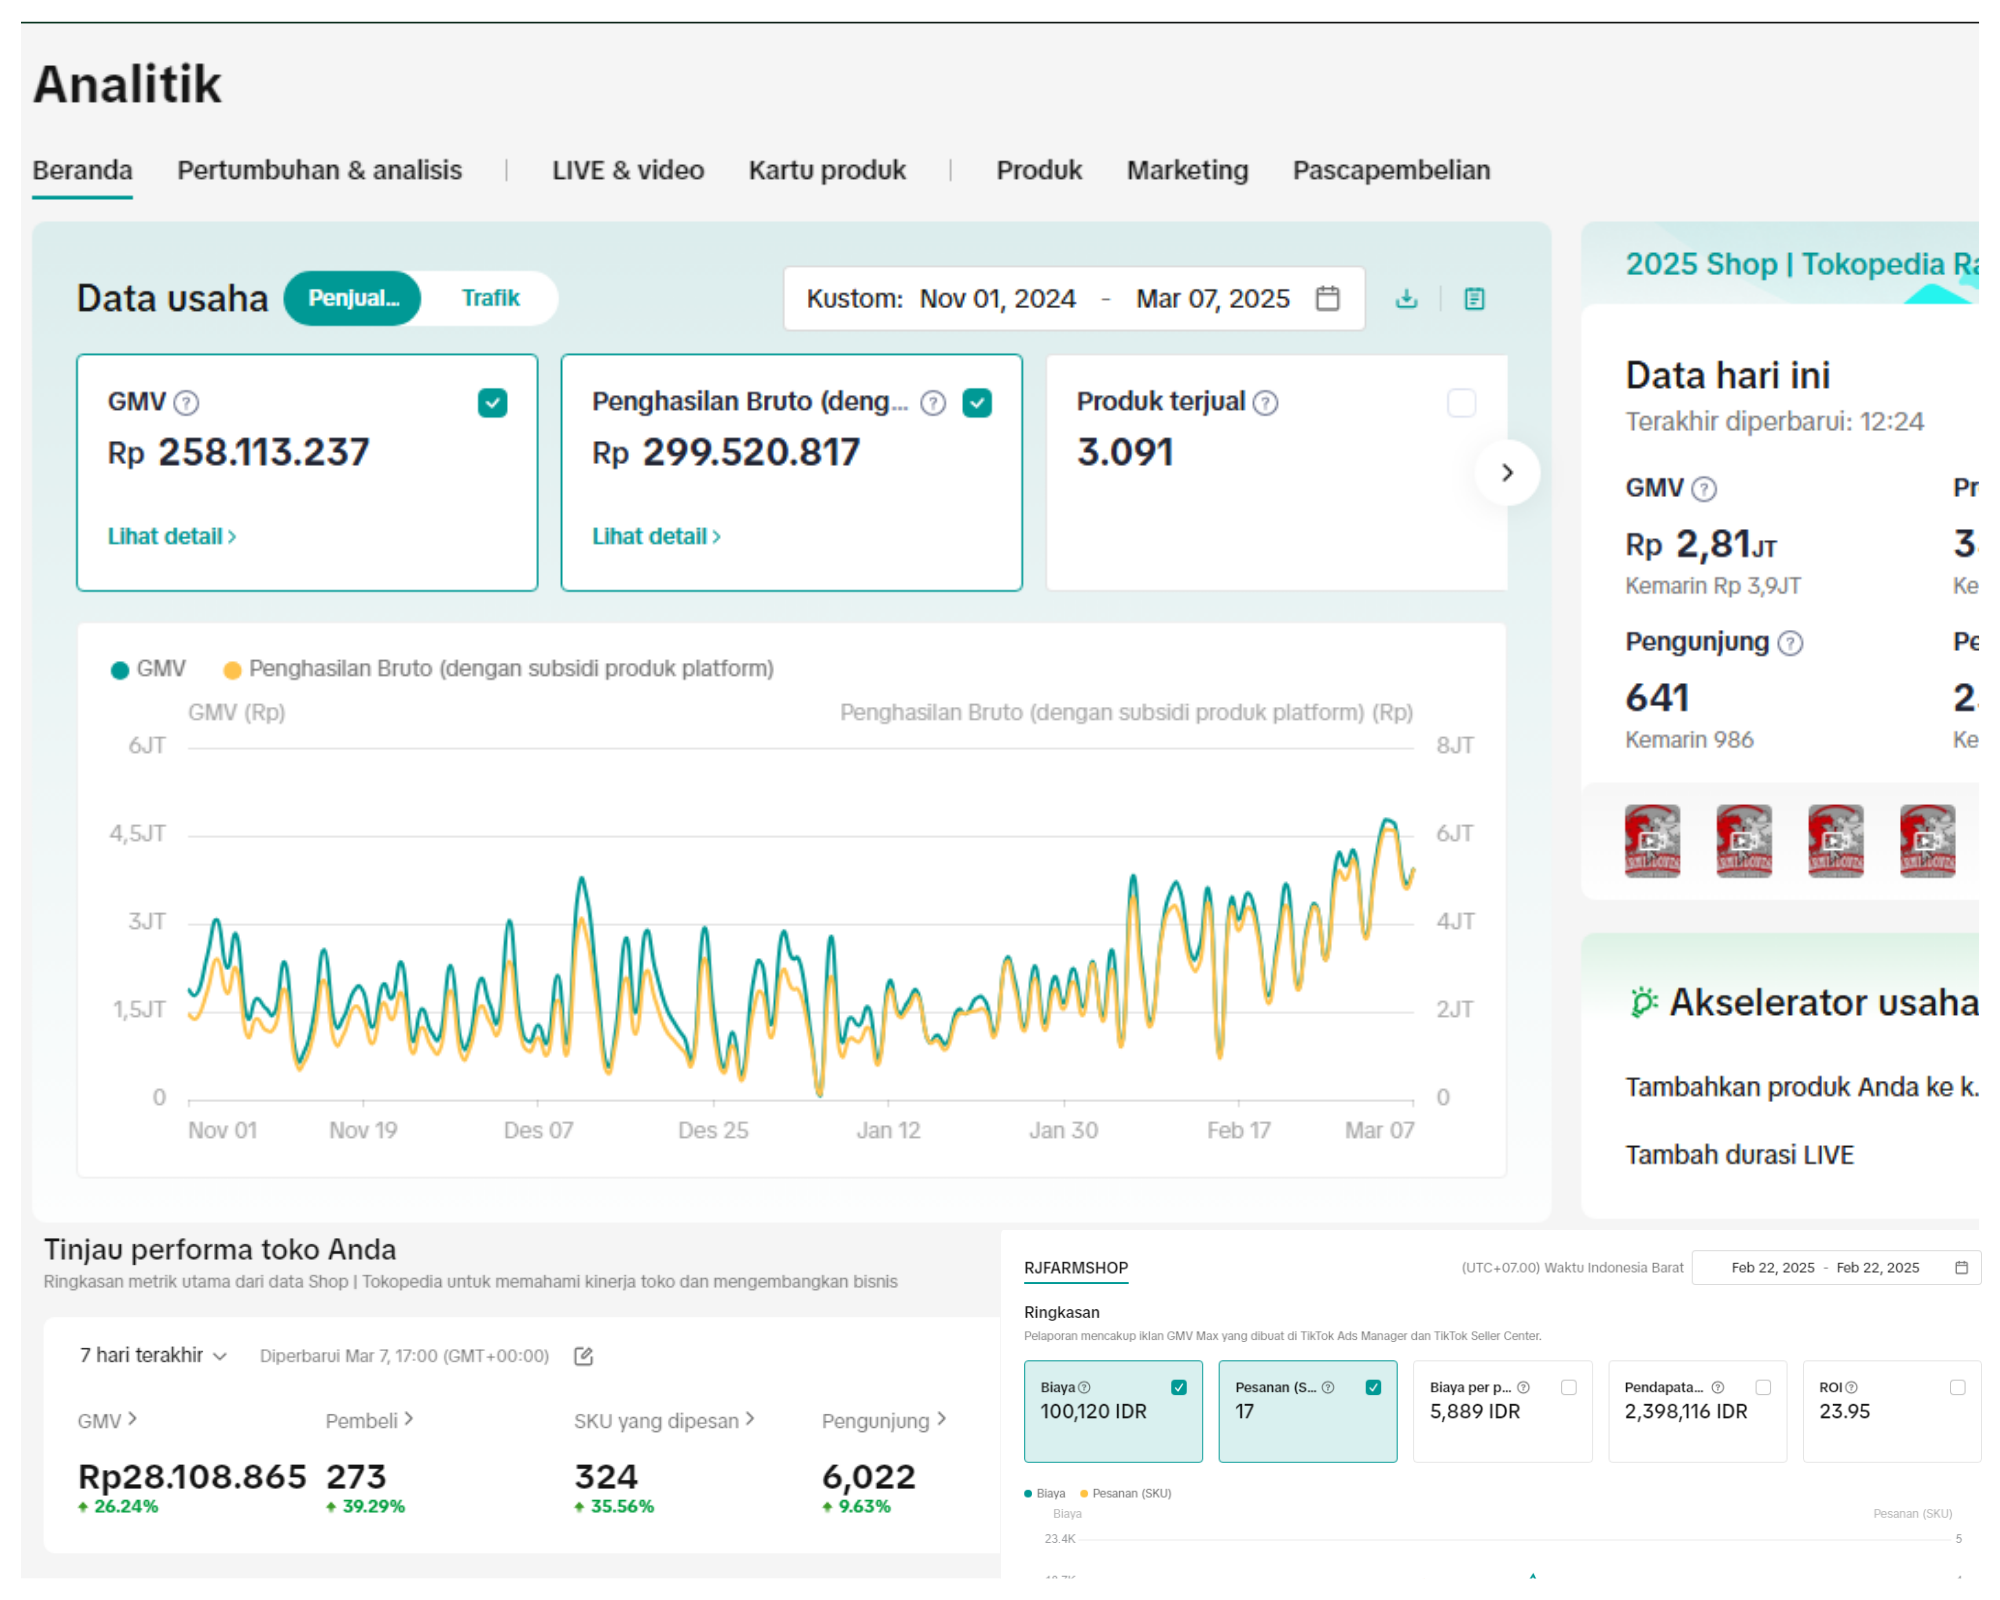 Analitik
Beranda Pertumbuhan & analisis | LIVE & video Kartu produk | Produk Marketing Pascapembelian
Data usaha Penjual... Trafik Kustom: Nov 01, 2024 - Mar 07, 2025
GMV Penghasilan Bruto (deng... Produk terjual
Rp 258.113.237 Rp 299.520.817 3.091
Lihat detail > Lihat detail >
GMV Penghasilan Bruto (dengan subsidi produk platform)
GMV (Rp) Penghasilan Bruto (dengan subsidi produk platform) (Rp)
6JT 8JT
4,5JT 6JT
3JT 4JT
1,5JT 2JT
0 0
Nov 01 Nov 19 Des 07 Des 25 Jan 12 Jan 30 Feb 17 Mar 07
2025 Shop | Tokopedia Ra
Data hari ini
Terakhir diperbarui: 12:24
GMV Pr
Rp 2,81JT 3
Kemarin Rp 3,9JT Ke
Pengunjung Pe
641 2
Kemarin 986 Ke
Akselerator usaha
Tambahkan produk Anda ke k.
Tambah durasi LIVE
Tinjau performa toko Anda
Ringkasan metrik utama dari data Shop | Tokopedia untuk memahami kinerja toko dan mengembangkan bisnis
7 hari terakhir Diperbarui Mar 7, 17:00 (GMT+00:00)
GMV > Pembeli > SKU yang dipesan > Pengunjung >
Rp28.108.865 273 324 6,022
26.24% 39.29% 35.56% 9.63%
RJFARMSHOP (UTC+07.00) Waktu Indonesia Barat Feb 22, 2025 - Feb 22, 2025
Ringkasan
Pelaporan mencakup iklan GMV Max yang dibuat di TikTok Ads Manager dan TikTok Seller Center.
Biaya Pesanan (S... Biaya per p... Pendapata... ROI
100,120 IDR 17 5,889 IDR 2,398,116 IDR 23.95
Biaya Pesanan (SKU)
Biaya Pesanan (SKU)
23.4K 5